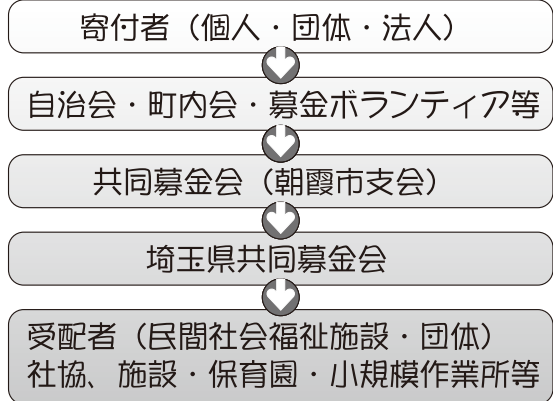 寄付者（個人・団体・法人）
自治会・町内会・募金ボランティア等
共同募金会（朝霞市支会）
埼玉県共同募金会
受配者（民間社会福祉施設・団体）
社協、施設・保育園・小規模作業所等